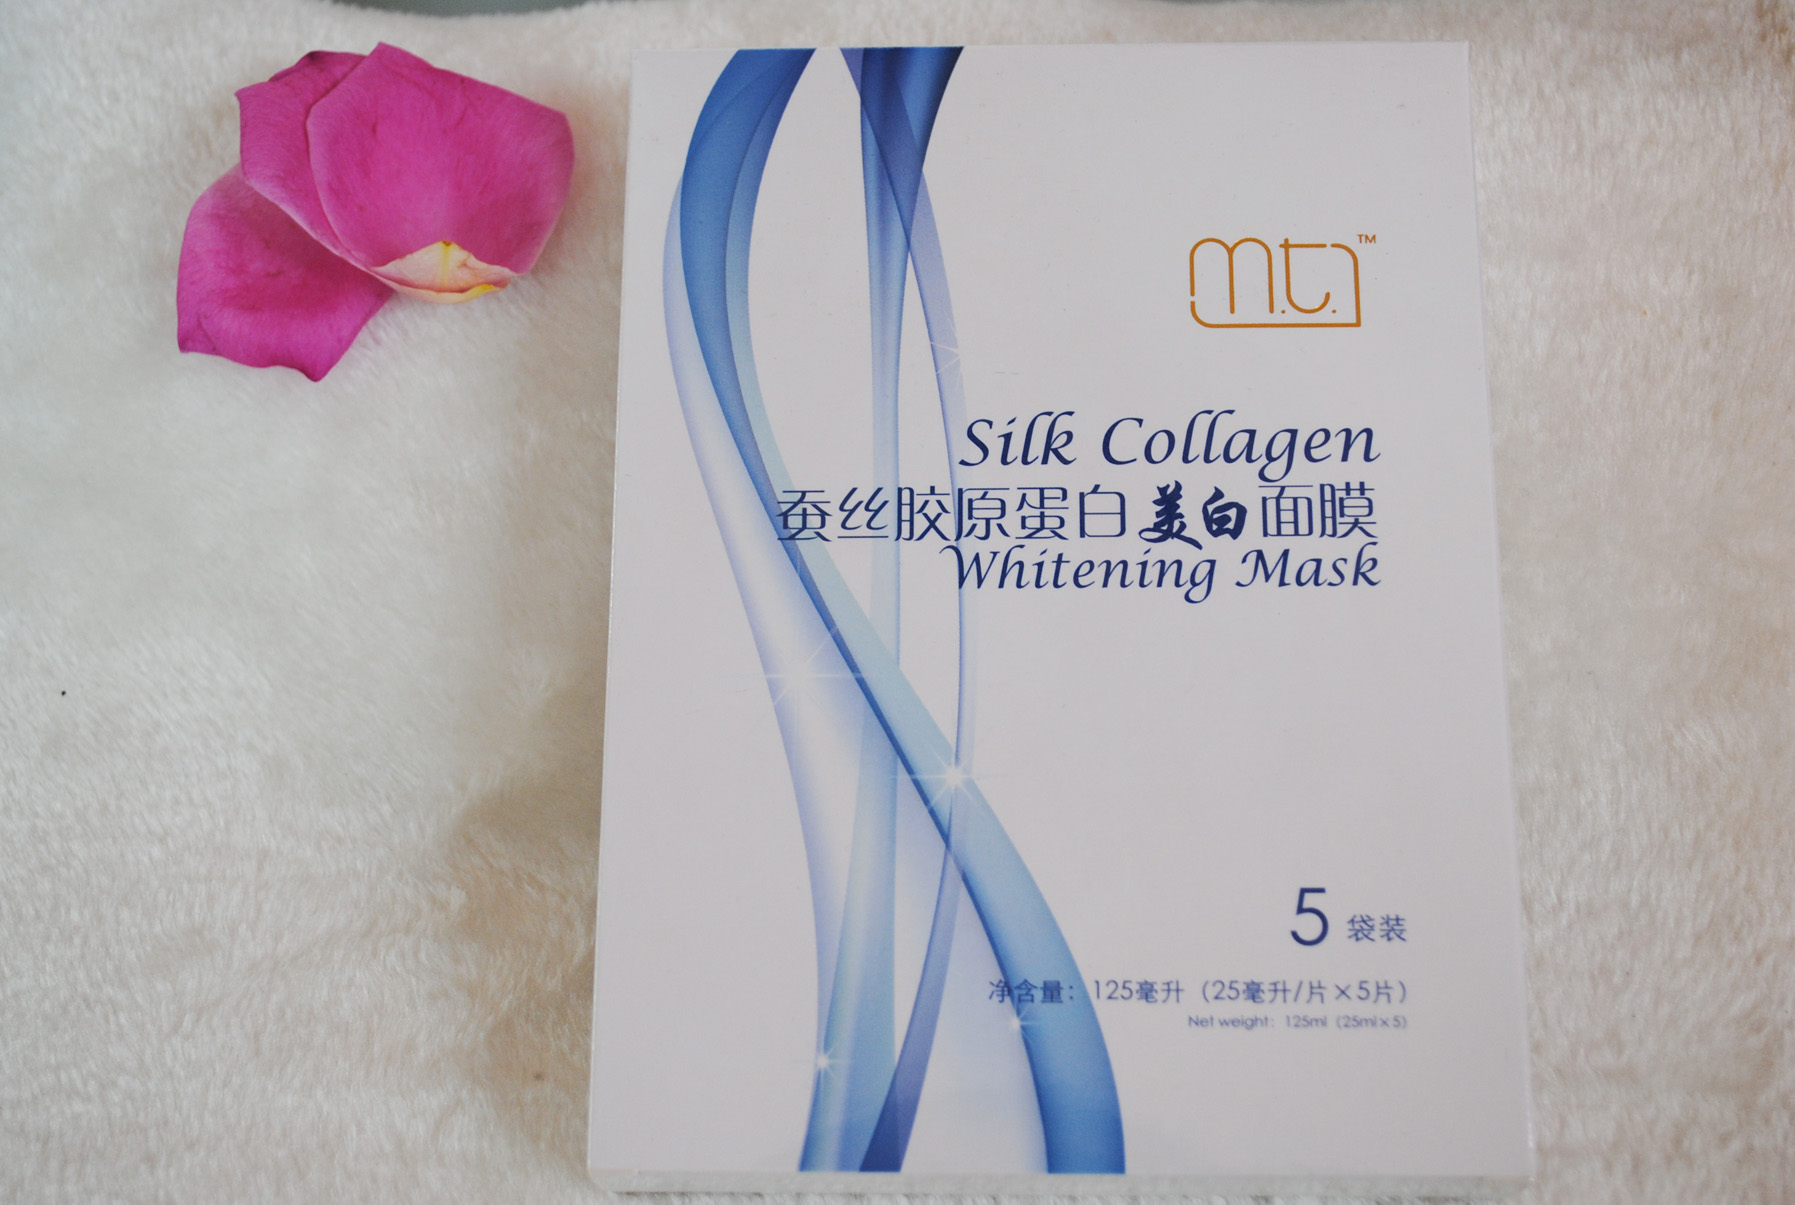 m.t.™
Silk Collagen
蚕丝胶原蛋白美白面膜
Whitening Mask
5 袋装
净含量：125毫升（25毫升/片×5片）
Net weight：125ml（25ml×5）